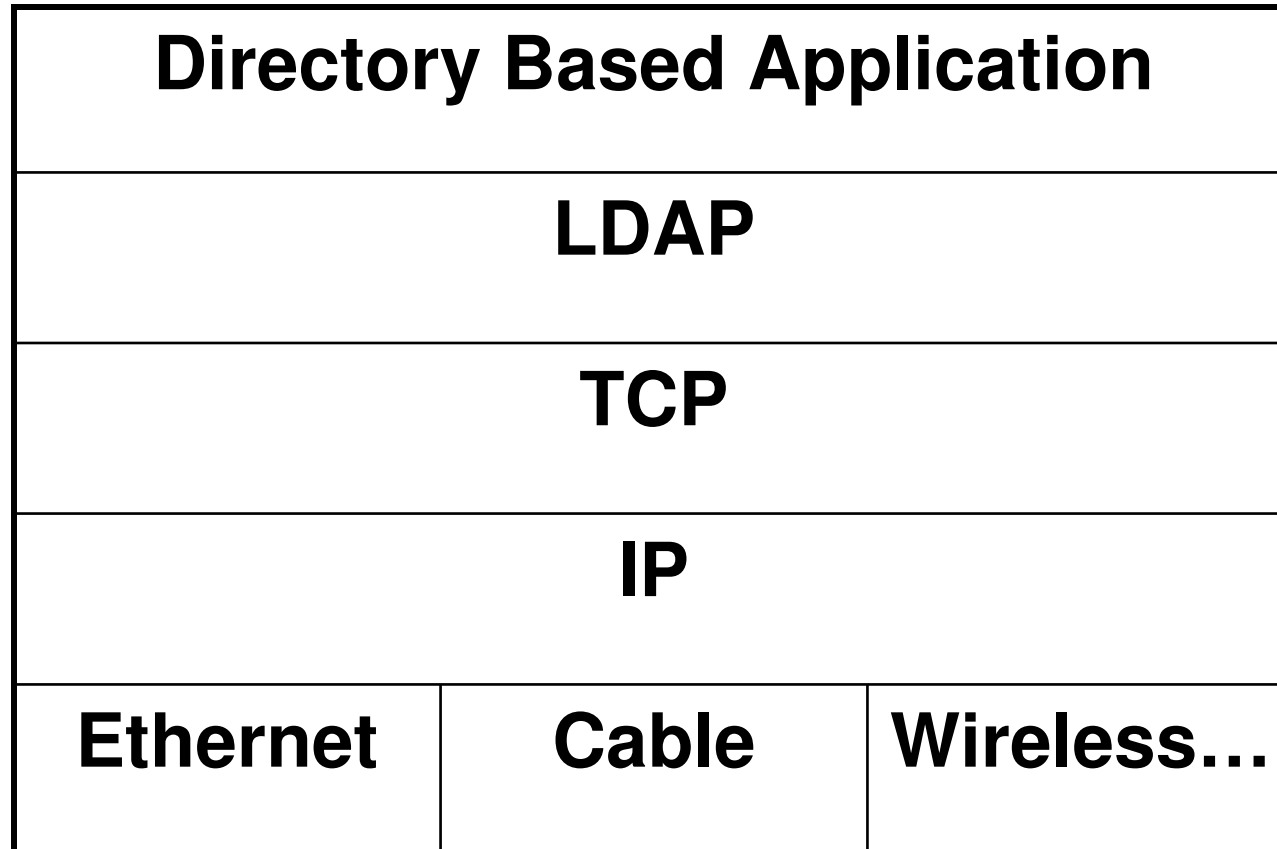 Directory Based Application
LDAP
TCP
IP
Ethernet Cable Wireless…